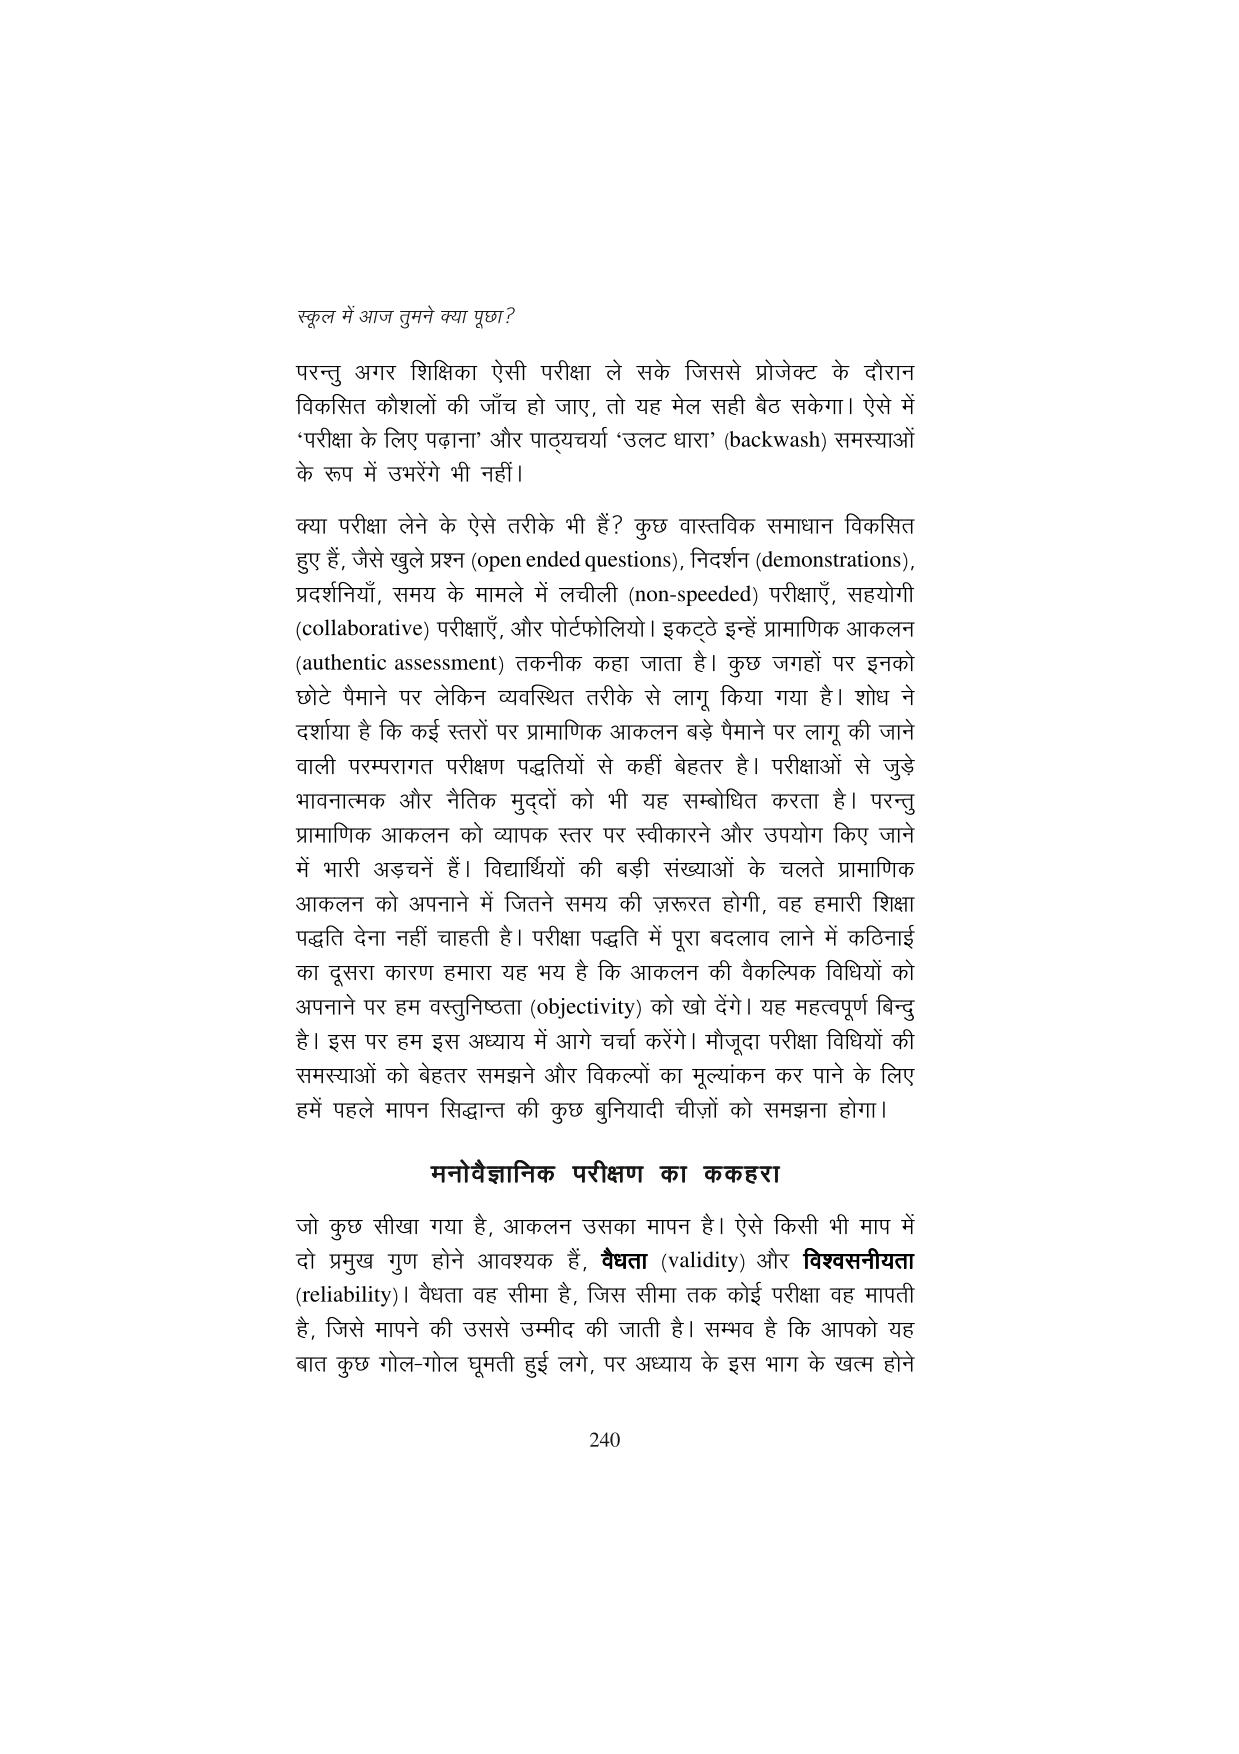 स्कूल में आज तुमने क्या पूछा?
परन्तु अगर शिक्षिका ऐसी परीक्षा ले सके जिससे प्रोजेक्ट के दौरान
विकसित कौशलों की जाँच हो जाए, तो यह मेल सही बैठ सकेगा। ऐसे में
‘परीक्षा के लिए पढ़ाना’ और पाठ्यचर्या ‘उलट धारा’ (backwash) समस्याओं
के रूप में उभरेंगे भी नहीं।
क्या परीक्षा लेने के ऐसे तरीके भी हैं? कुछ वास्तविक समाधान विकसित
हुए हैं, जैसे खुले प्रश्न (open ended questions), निदर्शन (demonstrations),
प्रदर्शनियाँ, समय के मामले में लचीली (non-speeded) परीक्षाएँ, सहयोगी
(collaborative) परीक्षाएँ, और पोर्टफोलियो। इकट्ठे इन्हें प्रामाणिक आकलन
(authentic assessment) तकनीक कहा जाता है। कुछ जगहों पर इनको
छोटे पैमाने पर लेकिन व्यवस्थित तरीके से लागू किया गया है। शोध ने
दर्शाया है कि कई स्तरों पर प्रामाणिक आकलन बड़े पैमाने पर लागू की जाने
वाली परम्परागत परीक्षण पद्धतियों से कहीं बेहतर है। परीक्षाओं से जुड़े
भावनात्मक और नैतिक मुद्दों को भी यह सम्बोधित करता है। परन्तु
प्रामाणिक आकलन को व्यापक स्तर पर स्वीकारने और उपयोग किए जाने
में भारी अड़चनें हैं। विद्यार्थियों की बड़ी संख्याओं के चलते प्रामाणिक
आकलन को अपनाने में जितने समय की ज़रूरत होगी, वह हमारी शिक्षा
पद्धति देना नहीं चाहती है। परीक्षा पद्धति में पूरा बदलाव लाने में कठिनाई
का दूसरा कारण हमारा यह भय है कि आकलन की वैकल्पिक विधियों को
अपनाने पर हम वस्तुनिष्ठता (objectivity) को खो देंगे। यह महत्वपूर्ण बिन्दु
है। इस पर हम इस अध्याय में आगे चर्चा करेंगे। मौजूदा परीक्षा विधियों की
समस्याओं को बेहतर समझने और विकल्पों का मूल्यांकन कर पाने के लिए
हमें पहले मापन सिद्धान्त की कुछ बुनियादी चीज़ों को समझना होगा।
मनोवैज्ञानिक परीक्षण का ककहरा
जो कुछ सीखा गया है, आकलन उसका मापन है। ऐसे किसी भी माप में
दो प्रमुख गुण होने आवश्यक हैं, वैधता (validity) और विश्वसनीयता
(reliability)। वैधता वह सीमा है, जिस सीमा तक कोई परीक्षा वह मापती
है, जिसे मापने की उससे उम्मीद की जाती है। सम्भव है कि आपको यह
बात कुछ गोल-गोल घूमती हुई लगे, पर अध्याय के इस भाग के खत्म होने
240